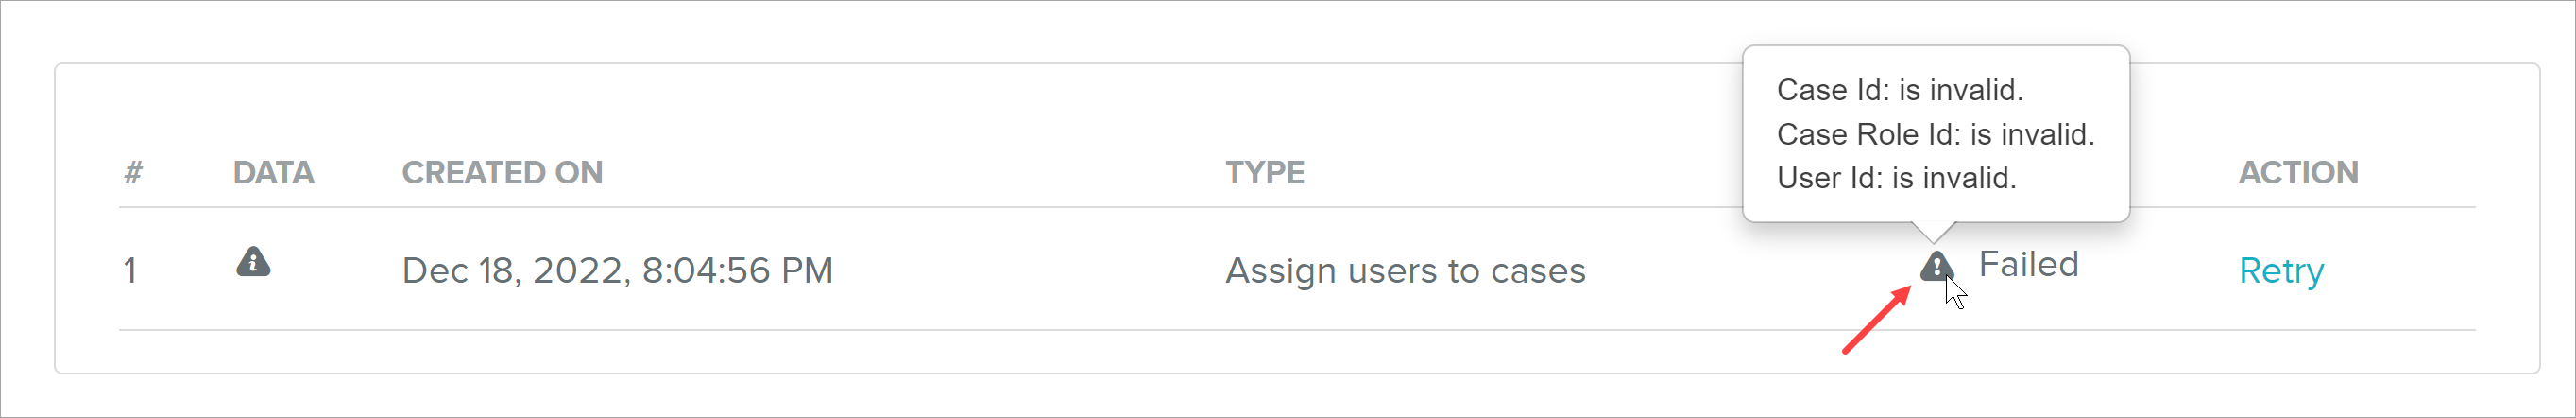 Case Id: is invalid.
Case Role Id: is invalid.
User Id: is invalid.
# DATA CREATED ON TYPE ACTION
1 Dec 18, 2022, 8:04:56 PM Assign users to cases Failed Retry